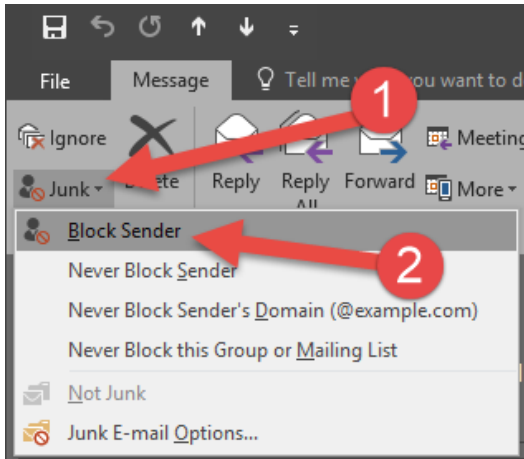 File Message Tell me you want to d
1
Ignore
Meeting
Junk Reply Reply Forward More
All
Block Sender
2
Never Block Sender
Never Block Sender's Domain (@example.com)
Never Block this Group or Mailing List
Not Junk
Junk E-mail Options...